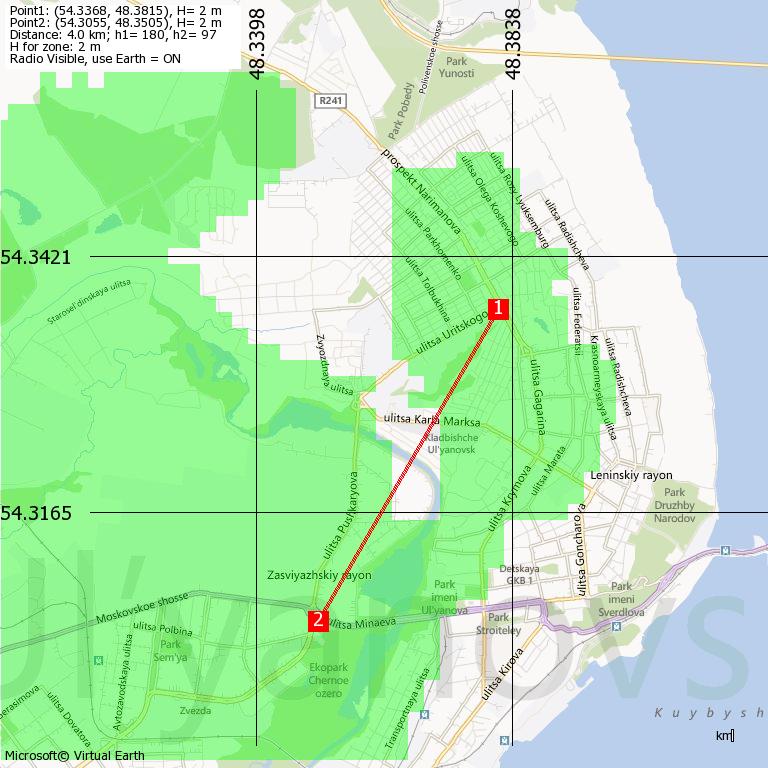 Point1: (54.3368, 48.3815), H= 2 m
Point2: (54.3055, 48.3505), H= 2 m
Distance: 4.0 km; h1= 180, h2= 97
H for zone: 2 m
Radio Visible, use Earth = ON
48.3398
48.3838
Polivenskoe shosse
Park
Yunosti
R241
Park Pobedy
prospekt Narimanova
ulitsa Olega Koshevogo
ulitsa Rozy Lyuksemburg
ulitsa Radishcheva
ulitsa Parkhomenko
ulitsa Tolbukhina
54.3421
Starosel'dinskaya ulitsa
1
ulitsa Uritskogo
ulitsa Federatsii
Zvyozdnaya ulitsa
Krasnoarmeyskaya ulitsa
ulitsa Radishcheva
ulitsa Gagarina
ulitsa Karla Marksa
Kladbishche
Ul'yanovsk
ulitsa Marata
Leninskiy rayon
ulitsa Pushkaryova
ulitsa Krymova
Park
Druzhby
Narodov
54.3165
ulitsa Goncharova
Zasviyazhskiy rayon
Detskaya
GKB 1
Park
imeni
Ul'yanova
Park
imeni
Sverdlova
Moskovskoe shosse
2
ulitsa Minaeva
Park
Stroiteley
ulitsa Polbina
Park
Sem'ya
Avtozavodskaya ulitsa
Ekopark
Chernoe
ozero
ulitsa Kirova
Transportnaya ulitsa
Zvezda
ulitsa Dovatora
Kuybysh
km
Microsoft© Virtual Earth